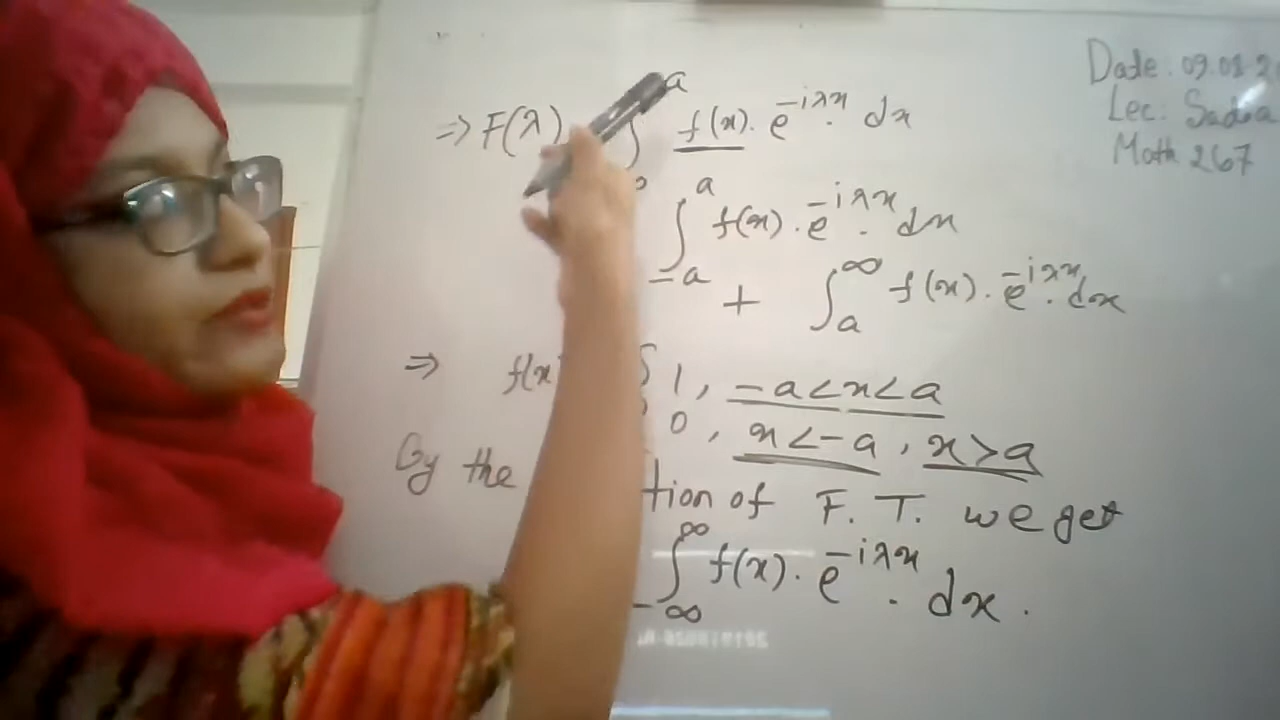 Date: 09.08.2
Lec: Sadia
Math 267
⇒ F(λ) ∫ ᵃ f(x). e^{-iλx} dx
∫_{-a}^{a} f(x). e^{-iλx} dx
+ ∫_{a}^{∞} f(x). e^{-iλx} dx
⇒ f(x) { 1, -a<x<a
0, x<-a, x>a
By the tion of F. T. we get
∫_{-∞}^{∞} f(x). e^{-iλx} dx.